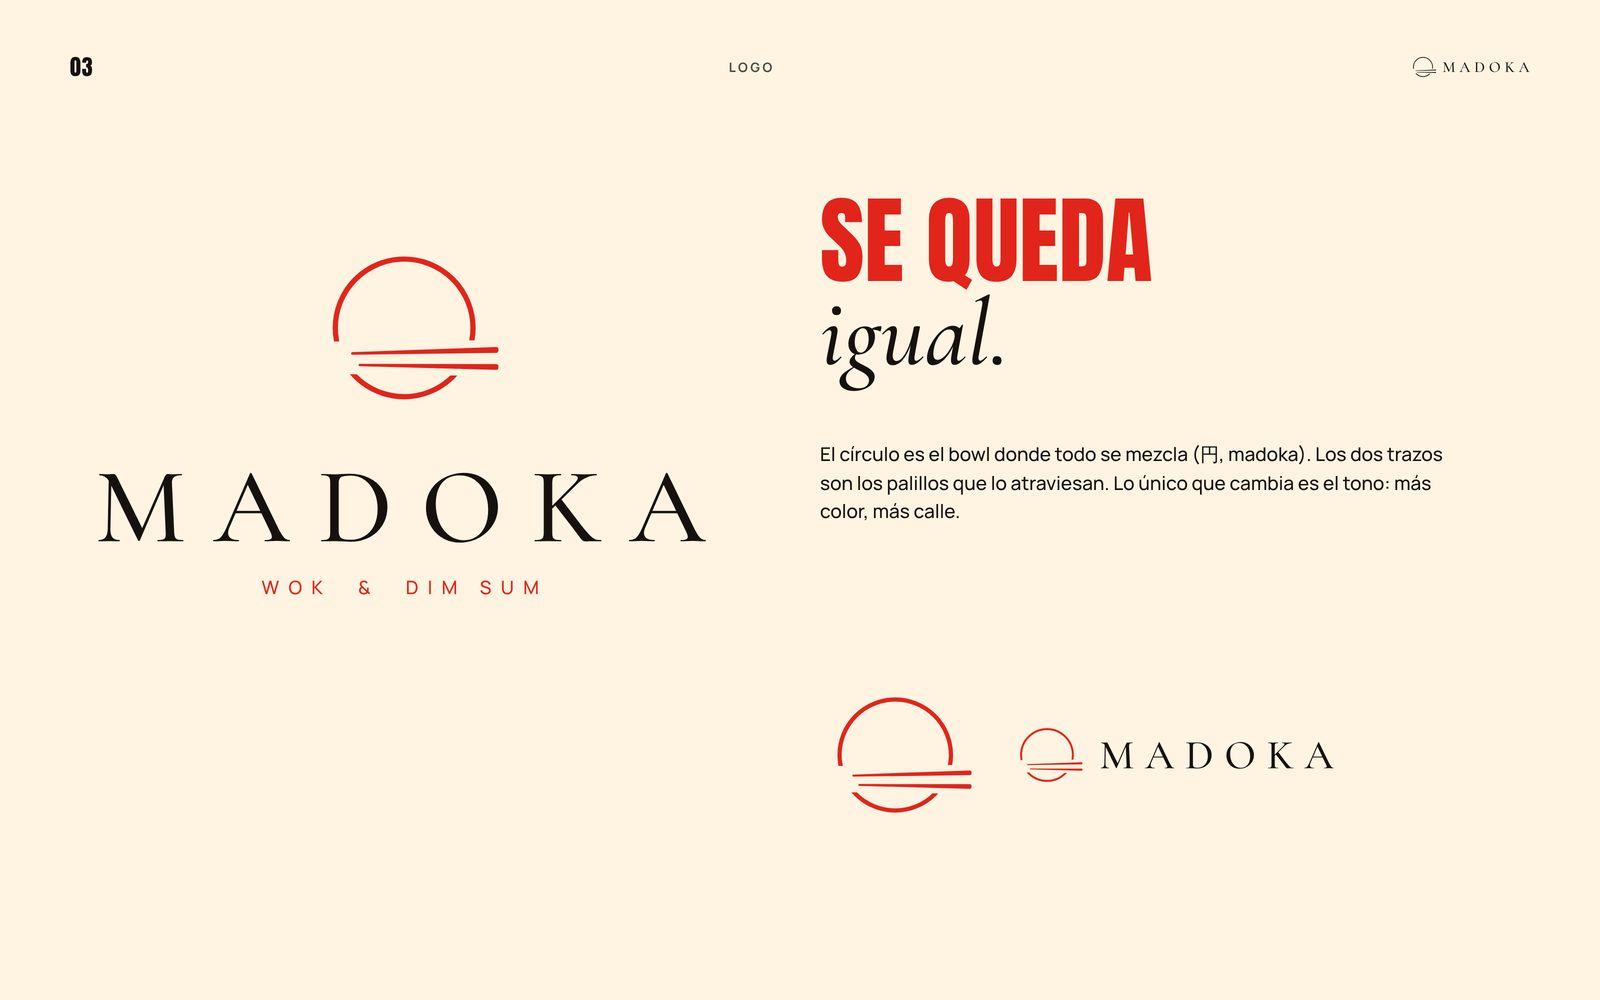 03
LOGO
MADOKA
MADOKA
WOK & DIM SUM
SE QUEDA
igual.
El círculo es el bowl donde todo se mezcla (円, madoka). Los dos trazos
son los palillos que lo atraviesan. Lo único que cambia es el tono: más
color, más calle.
MADOKA